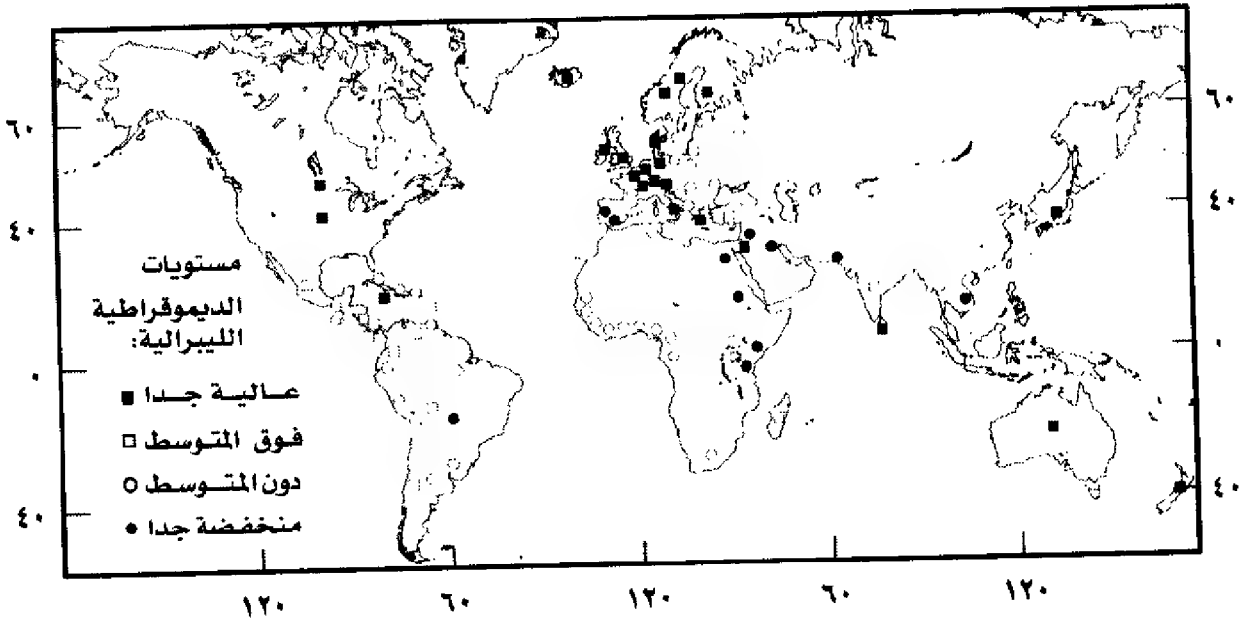 ٦٠
٤٠
٠
٤٠
مستويات
الديموقراطية
الليبرالية:
عالية جدا
فوق المتوسط
دون المتوسط
منخفضة جدا
٦٠
٤٠
٠
٤٠
١٢٠
٦٠
١٢٠
٦٠
١٢٠